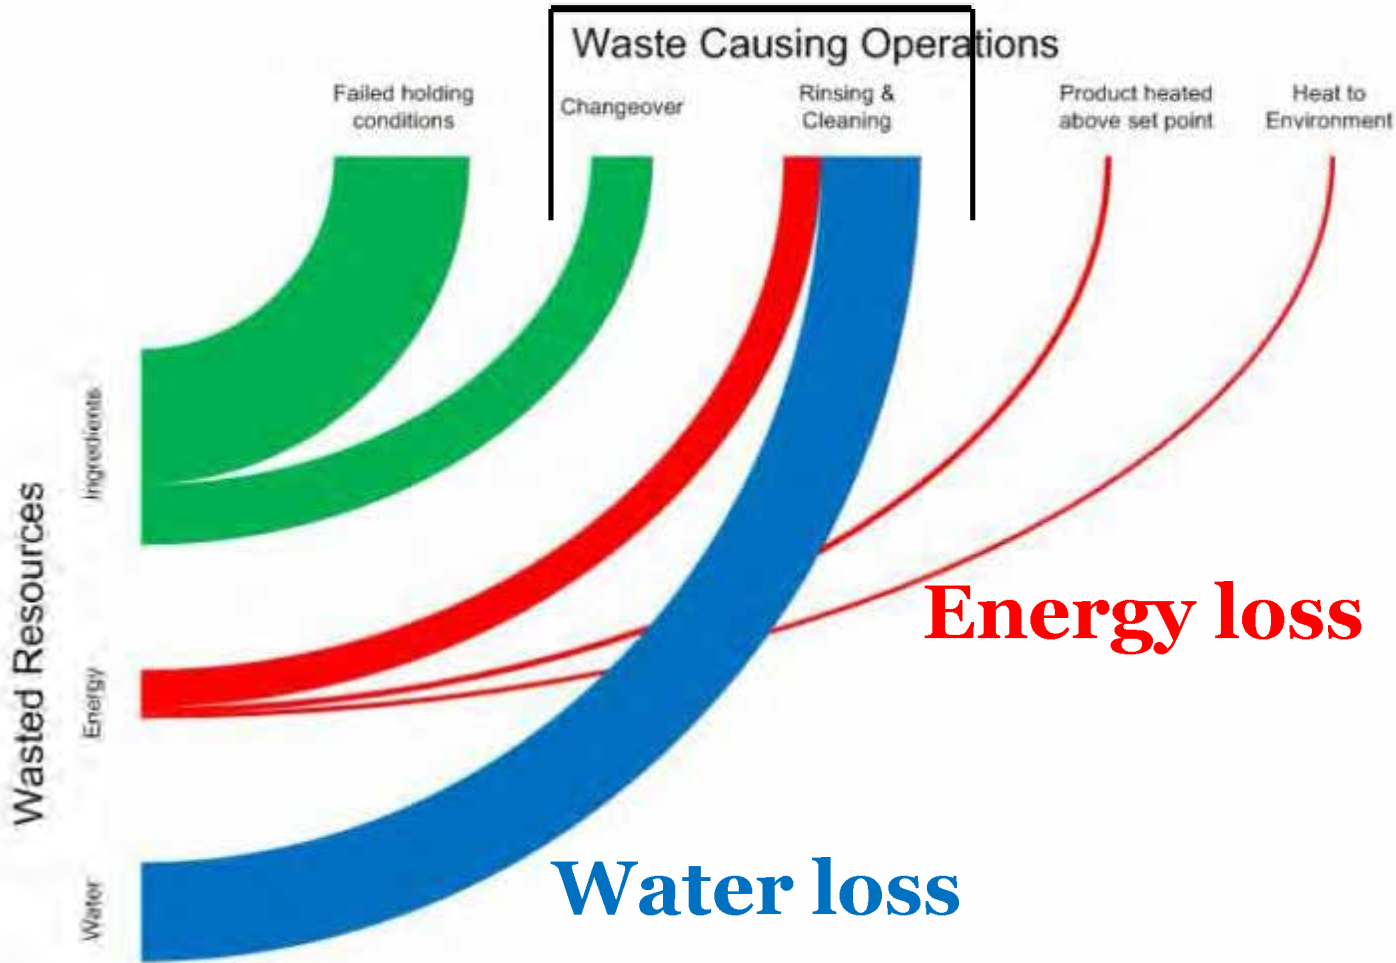 Waste Causing Operations
Failed holding
conditions
Changeover
Rinsing &
Cleaning
Product heated
above set point
Heat to
Environment
Wasted Resources
Ingredients
Energy
Water
Energy loss
Water loss